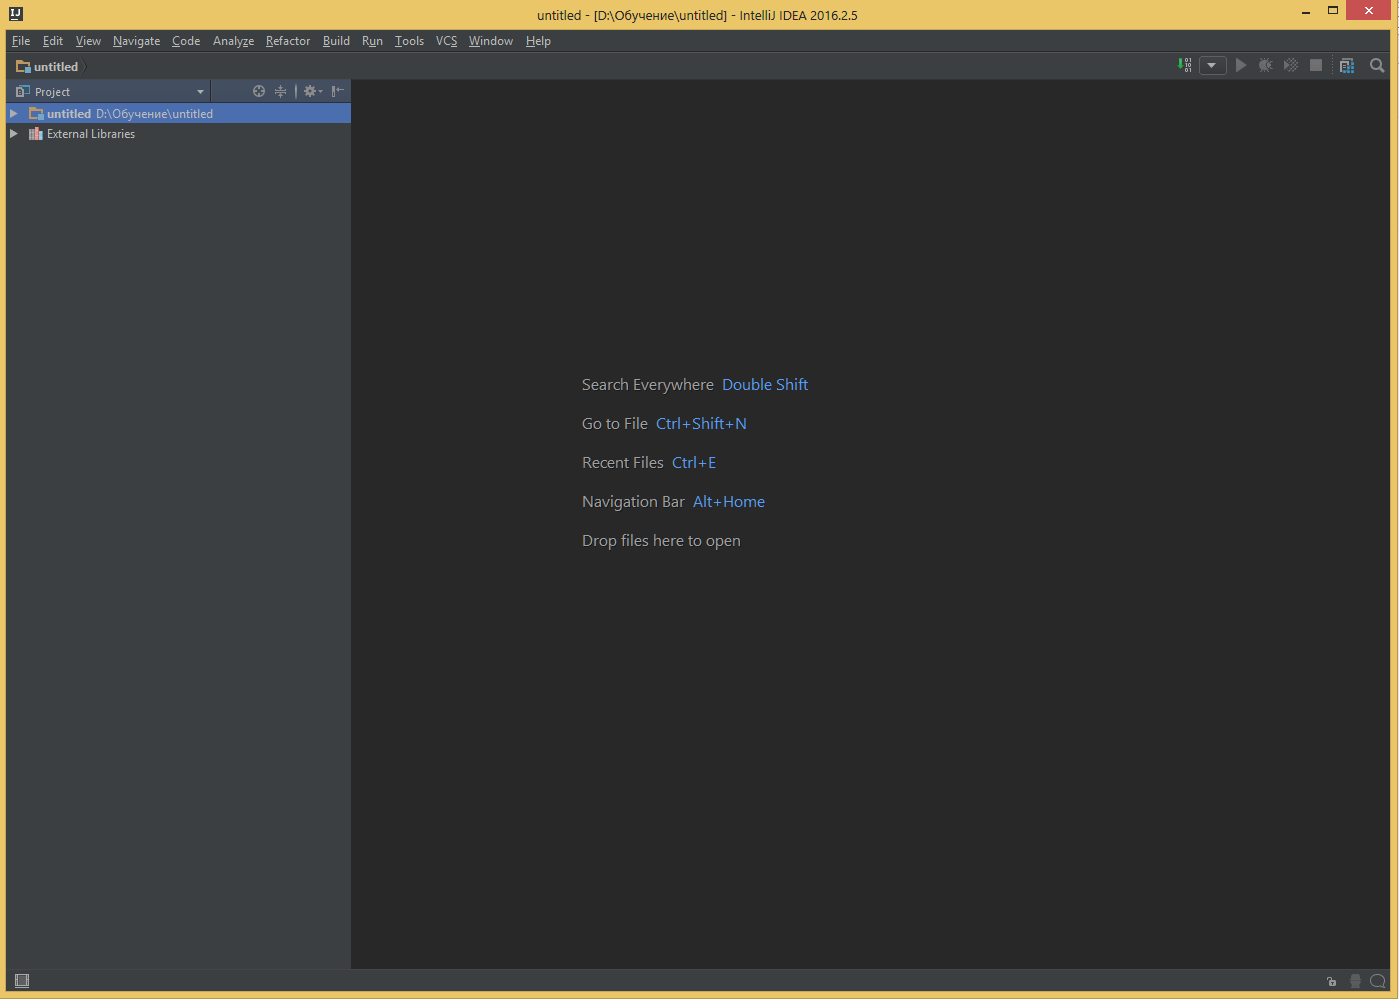 untitled - [D:\Обучение\untitled] - IntelliJ IDEA 2016.2.5
File Edit View Navigate Code Analyze Refactor Build Run Tools VCS Window Help
untitled
Project
untitled D:\Обучение\untitled
External Libraries
Search Everywhere Double Shift
Go to File Ctrl+Shift+N
Recent Files Ctrl+E
Navigation Bar Alt+Home
Drop files here to open